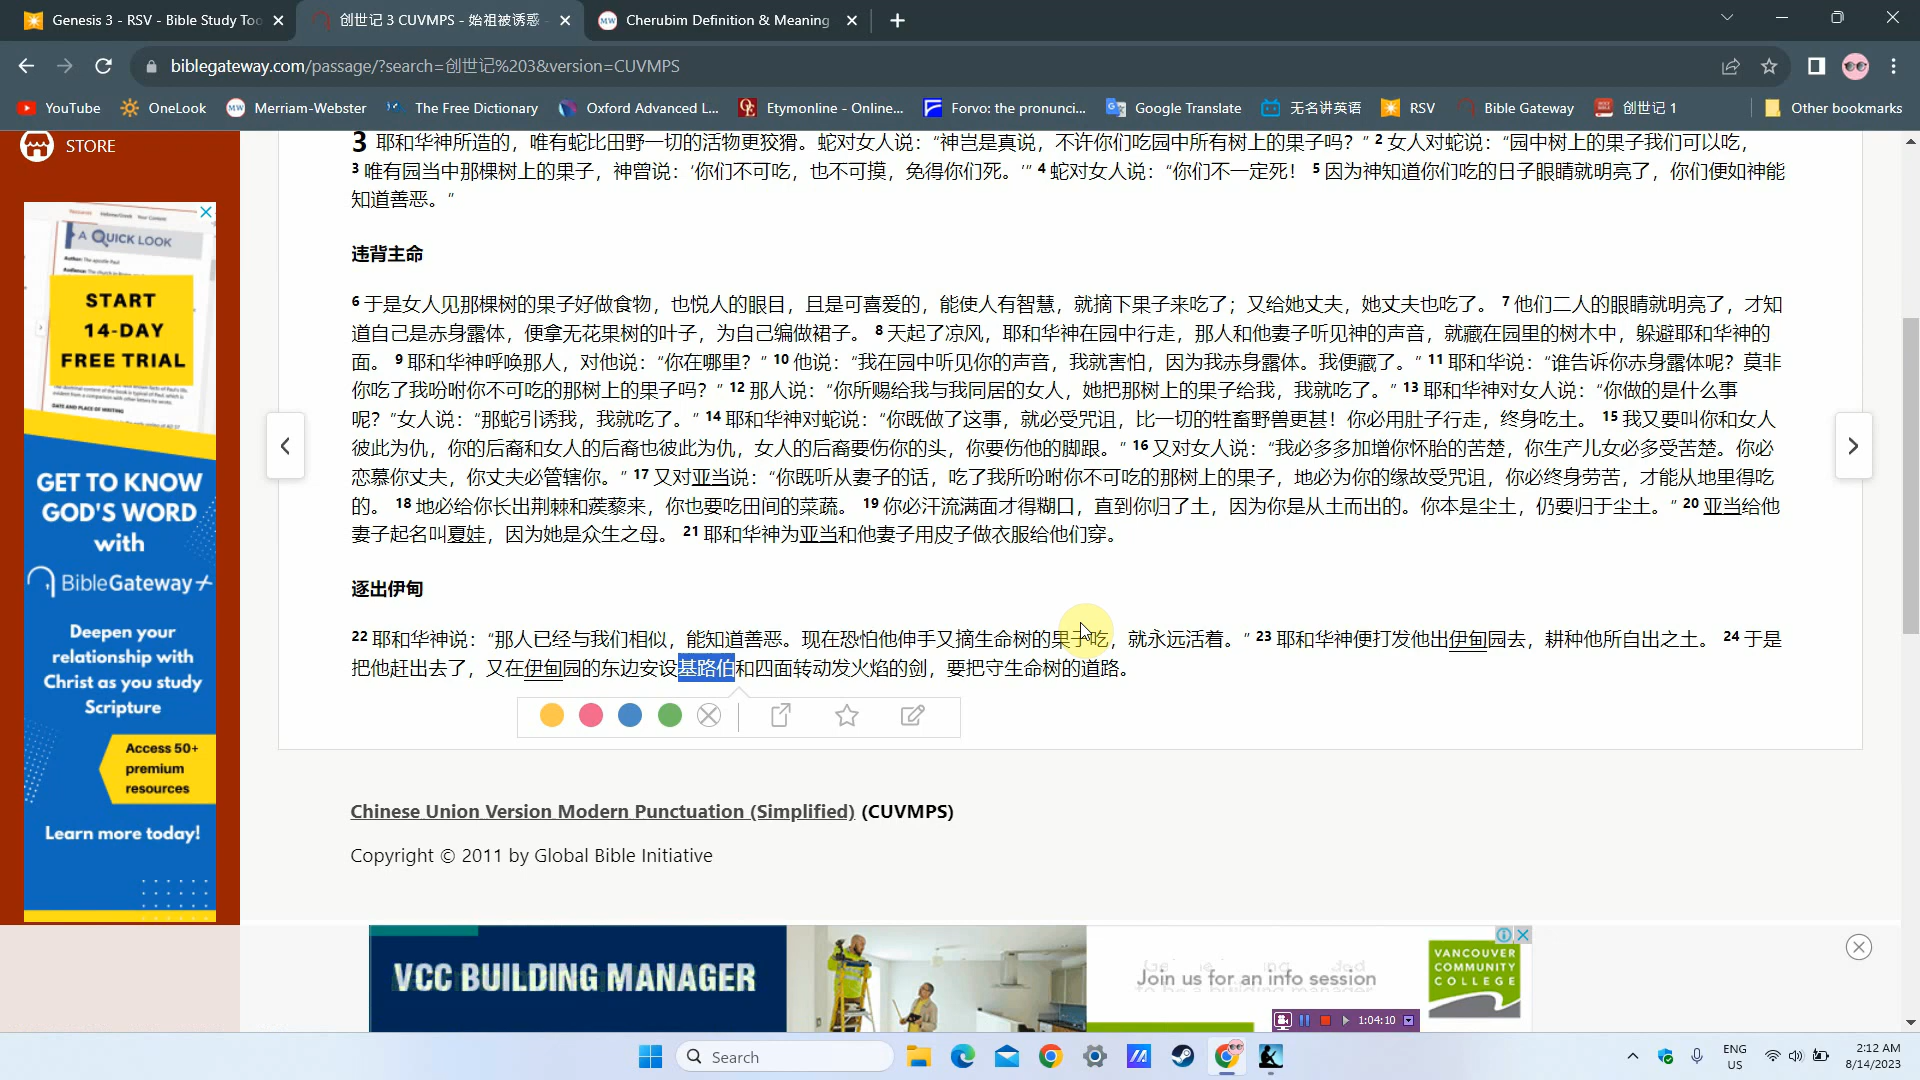 Genesis 3 - RSV - Bible Study Too
创世记 3 CUVMPS - 始祖被诱惑
Cherubim Definition & Meaning
biblegateway.com/passage/?search=创世记%203&version=CUVMPS
YouTube
OneLook
Merriam-Webster
The Free Dictionary
Oxford Advanced L...
Etymonline - Online...
Forvo: the pronunci...
Google Translate
无名讲英语
RSV
Bible Gateway
创世记 1
Other bookmarks
STORE
3 耶和华神所造的，唯有蛇比田野一切的活物更狡猾。蛇对女人说：“神岂是真说，不许你们吃园中所有树上的果子吗？” 2 女人对蛇说：“园中树上的果子我们可以吃，
3 唯有园当中那棵树上的果子，神曾说：‘你们不可吃，也不可摸，免得你们死。’” 4 蛇对女人说：“你们不一定死！ 5 因为神知道你们吃的日子眼睛就明亮了，你们便如神能
知道善恶。”
违背主命
6 于是女人见那棵树的果子好做食物，也悦人的眼目，且是可喜爱的，能使人有智慧，就摘下果子来吃了；又给她丈夫，她丈夫也吃了。 7 他们二人的眼睛就明亮了，才知
道自己是赤身露体，便拿无花果树的叶子，为自己编做裙子。 8 天起了凉风，耶和华神在园中行走，那人和他妻子听见神的声音，就藏在园里的树木中，躲避耶和华神的
面。 9 耶和华神呼唤那人，对他说：“你在哪里？” 10 他说：“我在园中听见你的声音，我就害怕，因为我赤身露体。我便藏了。” 11 耶和华说：“谁告诉你赤身露体呢？莫非
你吃了我吩咐你不可吃的那树上的果子吗？” 12 那人说：“你所赐给我与我同居的女人，她把那树上的果子给我，我就吃了。” 13 耶和华神对女人说：“你做的是什么事
呢？”女人说：“那蛇引诱我，我就吃了。” 14 耶和华神对蛇说：“你既做了这事，就必受咒诅，比一切的牲畜野兽更甚！你必用肚子行走，终身吃土。 15 我又要叫你和女人
彼此为仇，你的后裔和女人的后裔也彼此为仇，女人的后裔要伤你的头，你要伤他的脚跟。” 16 又对女人说：“我必多多加增你怀胎的苦楚，你生产儿女必多受苦楚。你必
恋慕你丈夫，你丈夫必管辖你。” 17 又对亚当说：“你既听从妻子的话，吃了我所吩咐你不可吃的那树上的果子，地必为你的缘故受咒诅，你必终身劳苦，才能从地里得吃
的。 18 地必给你长出荆棘和蒺藜来，你也要吃田间的菜蔬。 19 你必汗流满面才得糊口，直到你归了土，因为你是从土而出的。你本是尘土，仍要归于尘土。” 20 亚当给他
妻子起名叫夏娃，因为她是众生之母。 21 耶和华神为亚当和他妻子用皮子做衣服给他们穿。
逐出伊甸
22 耶和华神说：“那人已经与我们相似，能知道善恶。现在恐怕他伸手又摘生命树的果子吃，就永远活着。” 23 耶和华神便打发他出伊甸园去，耕种他所自出之土。 24 于是
把他赶出去了，又在伊甸园的东边安设基路伯和四面转动发火焰的剑，要把守生命树的道路。
Chinese Union Version Modern Punctuation (Simplified) (CUVMPS)
Copyright © 2011 by Global Bible Initiative
A QUICK LOOK
START
14-DAY
FREE TRIAL
DATE AND PLACE OF WRITING
GET TO KNOW
GOD'S WORD
with
BibleGateway+
Deepen your
relationship with
Christ as you study
Scripture
Access 50+
premium
resources
Learn more today!
VCC BUILDING MANAGER
Join us for an info session
VANCOUVER
COMMUNITY
COLLEGE
1:04:10
Search
ENG
US
2:12 AM
8/14/2023